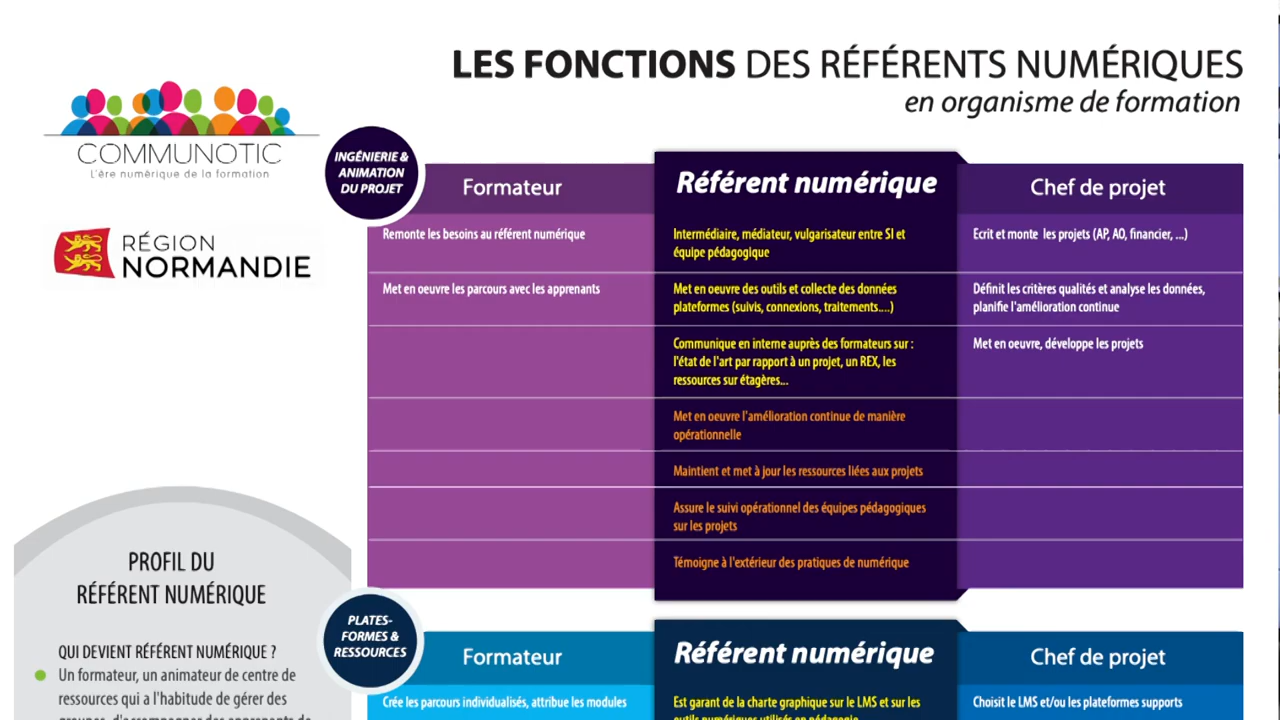 LES FONCTIONS DES RÉFÉRENTS NUMÉRIQUES
en organisme de formation
COMMUNOTIC
L'ère numérique de la formation
RÉGION
NORMANDIE
INGÉNIERIE &
ANIMATION
DU PROJET
Formateur
Référent numérique
Chef de projet
Remonte les besoins au référent numérique
Intermédiaire, médiateur, vulgarisateur entre SI et
équipe pédagogique
Ecrit et monte les projets (AP, AO, financier, ...)
Met en oeuvre les parcours avec les apprenants
Met en oeuvre des outils et collecte des données
plateformes (suivis, connexions, traitements....)
Définit les critères qualités et analyse les données,
planifie l'amélioration continue
Communique en interne auprès des formateurs sur :
l'état de l'art par rapport à un projet, un REX, les
ressources sur étagères...
Met en oeuvre, développe les projets
Met en oeuvre l'amélioration continue de manière
opérationnelle
Maintient et met à jour les ressources liées aux projets
Assure le suivi opérationnel des équipes pédagogiques
sur les projets
Témoigne à l'extérieur des pratiques de numérique
PROFIL DU
RÉFÉRENT NUMÉRIQUE
QUI DEVIENT RÉFÉRENT NUMÉRIQUE ?
Un formateur, un animateur de centre de
ressources qui a l'habitude de gérer des
groupes, d'accompagner des apprenants de
PLATES-
FORMES &
RESSOURCES
Formateur
Référent numérique
Chef de projet
Crée les parcours individualisés, attribue les modules
Est garant de la charte graphique sur le LMS et sur les
outils numériques utilisés en pédagogie
Choisit le LMS et/ou les plateformes supports